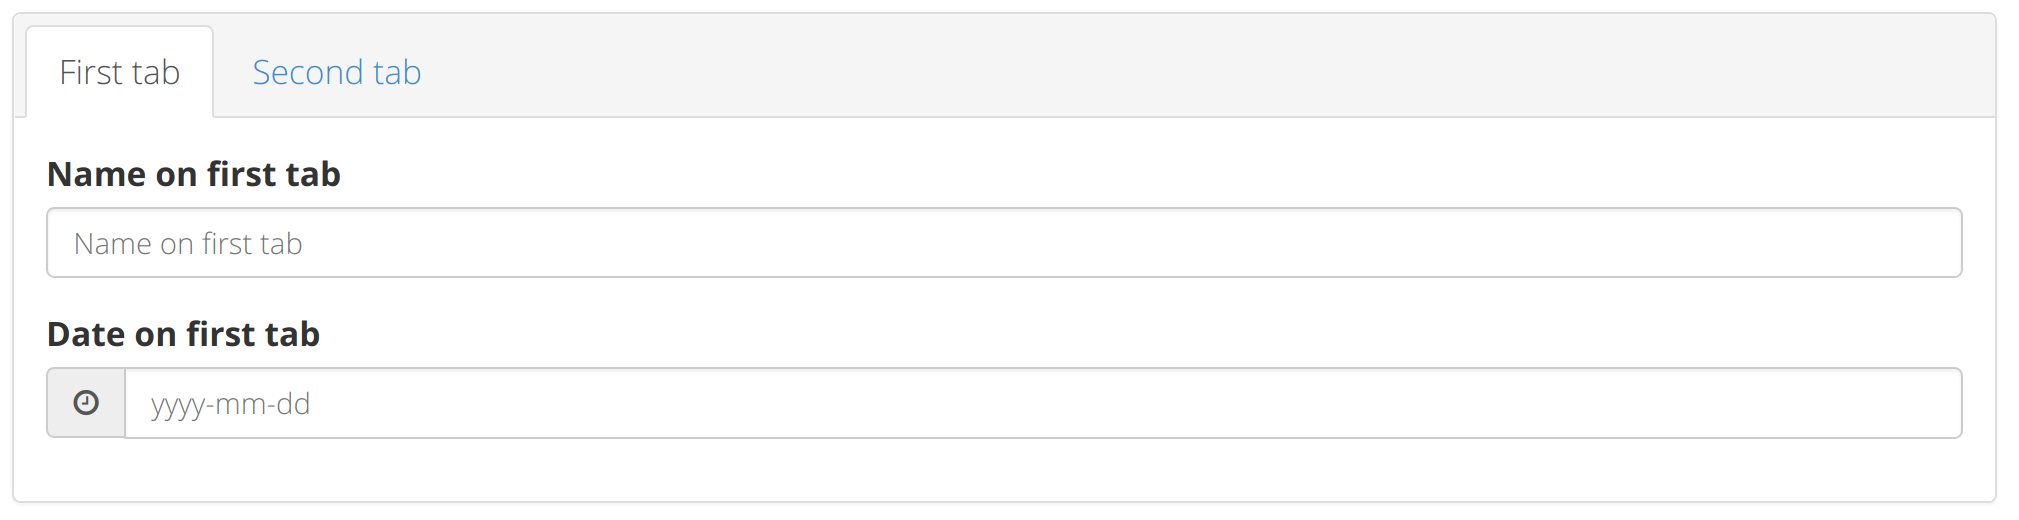 First tab Second tab
Name on first tab
Name on first tab
Date on first tab
yyyy-mm-dd